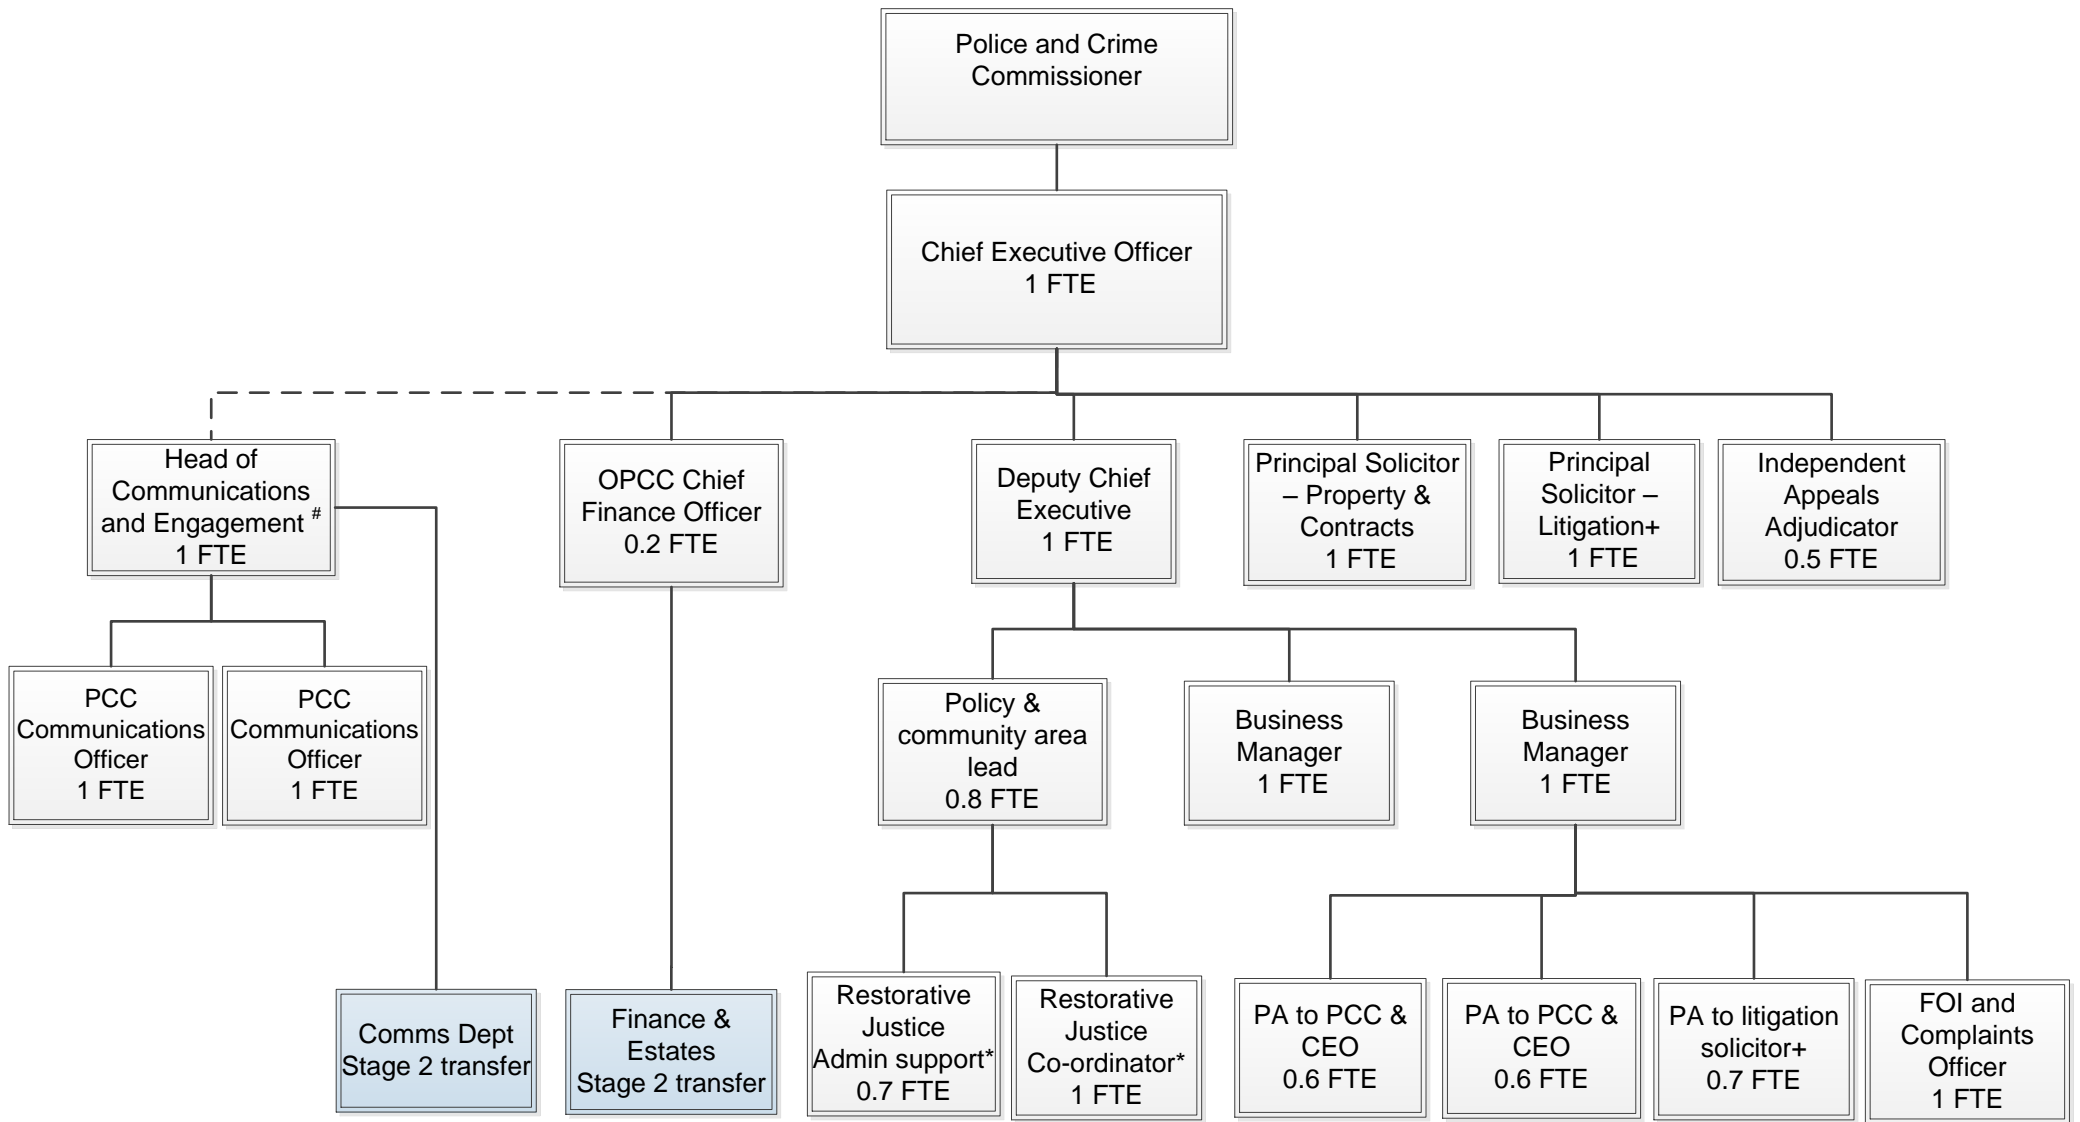 Police and Crime
Commissioner
Chief Executive Officer
1 FTE
Head of
Communications
and Engagement #
1 FTE
OPCC Chief
Finance Officer
0.2 FTE
Deputy Chief
Executive
1 FTE
Principal Solicitor
– Property &
Contracts
1 FTE
Principal
Solicitor –
Litigation+
1 FTE
Independent
Appeals
Adjudicator
0.5 FTE
PCC
Communications
Officer
1 FTE
PCC
Communications
Officer
1 FTE
Policy &
community area
lead
0.8 FTE
Business
Manager
1 FTE
Business
Manager
1 FTE
Comms Dept
Stage 2 transfer
Finance &
Estates
Stage 2 transfer
Restorative
Justice
Admin support*
0.7 FTE
Restorative
Justice
Co-ordinator*
1 FTE
PA to PCC &
CEO
0.6 FTE
PA to PCC &
CEO
0.6 FTE
PA to litigation
solicitor+
0.7 FTE
FOI and
Complaints
Officer
1 FTE